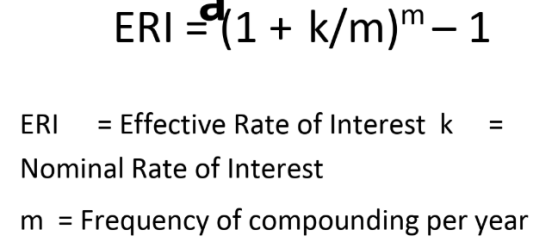 ERI = (1 + k/m)ᵐ – 1
ERI = Effective Rate of Interest k =
Nominal Rate of Interest
m = Frequency of compounding per year